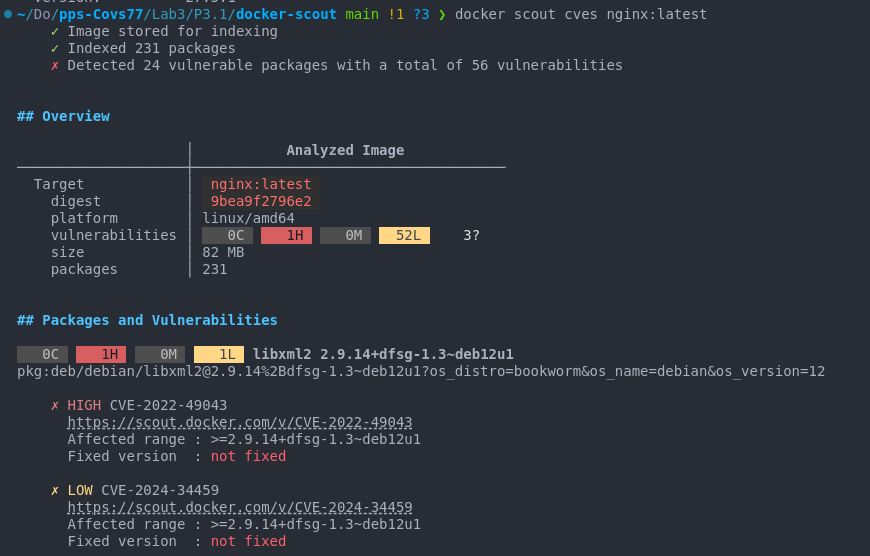 ~/Do/pps-Covs77/Lab3/P3.1/docker-scout main !1 ?3 ❯ docker scout cves nginx:latest
✓ Image stored for indexing
✓ Indexed 231 packages
✗ Detected 24 vulnerable packages with a total of 56 vulnerabilities
## Overview
│ Analyzed Image
Target │ nginx:latest
digest │ 9bea9f2796e2
platform │ linux/amd64
vulnerabilities │ 0C 1H 0M 52L 3?
size │ 82 MB
packages │ 231
## Packages and Vulnerabilities
0C 1H 0M 1L libxml2 2.9.14+dfsg-1.3~deb12u1
pkg:deb/debian/libxml2@2.9.14%2Bdfsg-1.3~deb12u1?os_distro=bookworm&os_name=debian&os_version=12
✗ HIGH CVE-2022-49043
https://scout.docker.com/v/CVE-2022-49043
Affected range : >=2.9.14+dfsg-1.3~deb12u1
Fixed version : not fixed
✗ LOW CVE-2024-34459
https://scout.docker.com/v/CVE-2024-34459
Affected range : >=2.9.14+dfsg-1.3~deb12u1
Fixed version : not fixed